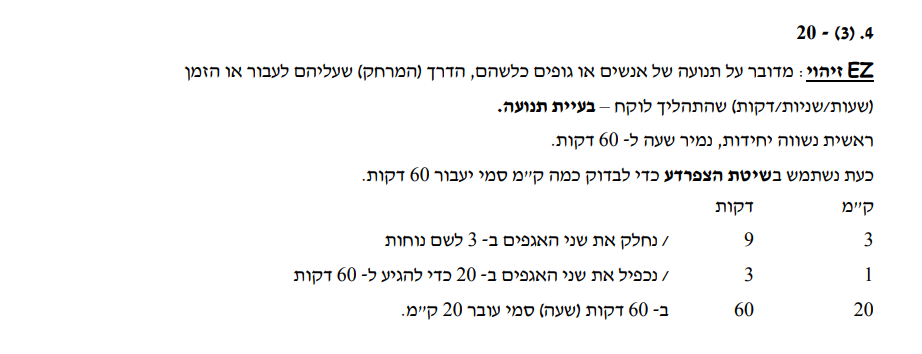 4. (3) - 20
EZ זיהוי: מדובר על תנועה של אנשים או גופים כלשהם, הדרך (המרחק) שעליהם לעבור או הזמן
(שעות/שניות/דקות) שהתהליך לוקח – בעיית תנועה.
ראשית נשווה יחידות, נמיר שעה ל- 60 דקות.
כעת נשתמש בשיטת הצפרדע כדי לבדוק כמה ק״מ סמי יעבור 60 דקות.
ק״מ דקות
3 9 / נחלק את שני האגפים ב- 3 לשם נוחות
1 3 / נכפיל את שני האגפים ב- 20 כדי להגיע ל- 60 דקות
20 60 ב- 60 דקות (שעה) סמי עובר 20 ק״מ.